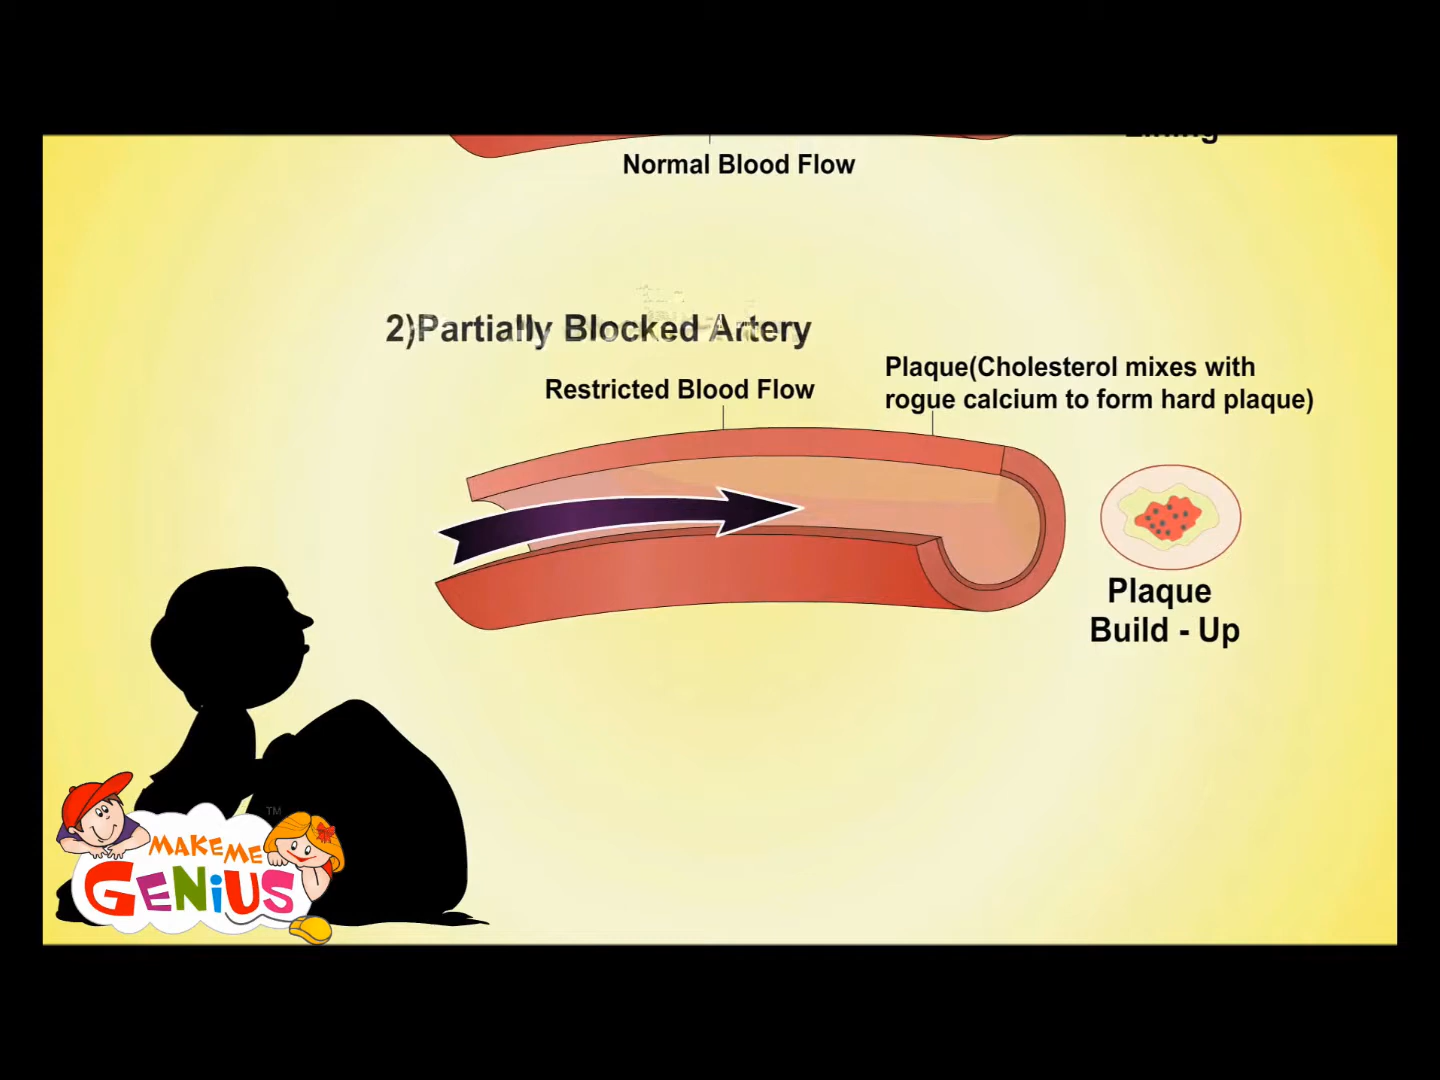 Lining
Normal Blood Flow
2)Partially Blocked Artery
Restricted Blood Flow
Plaque(Cholesterol mixes with
rogue calcium to form hard plaque)
Plaque
Build - Up
TM
MAKE ME
GENiUS